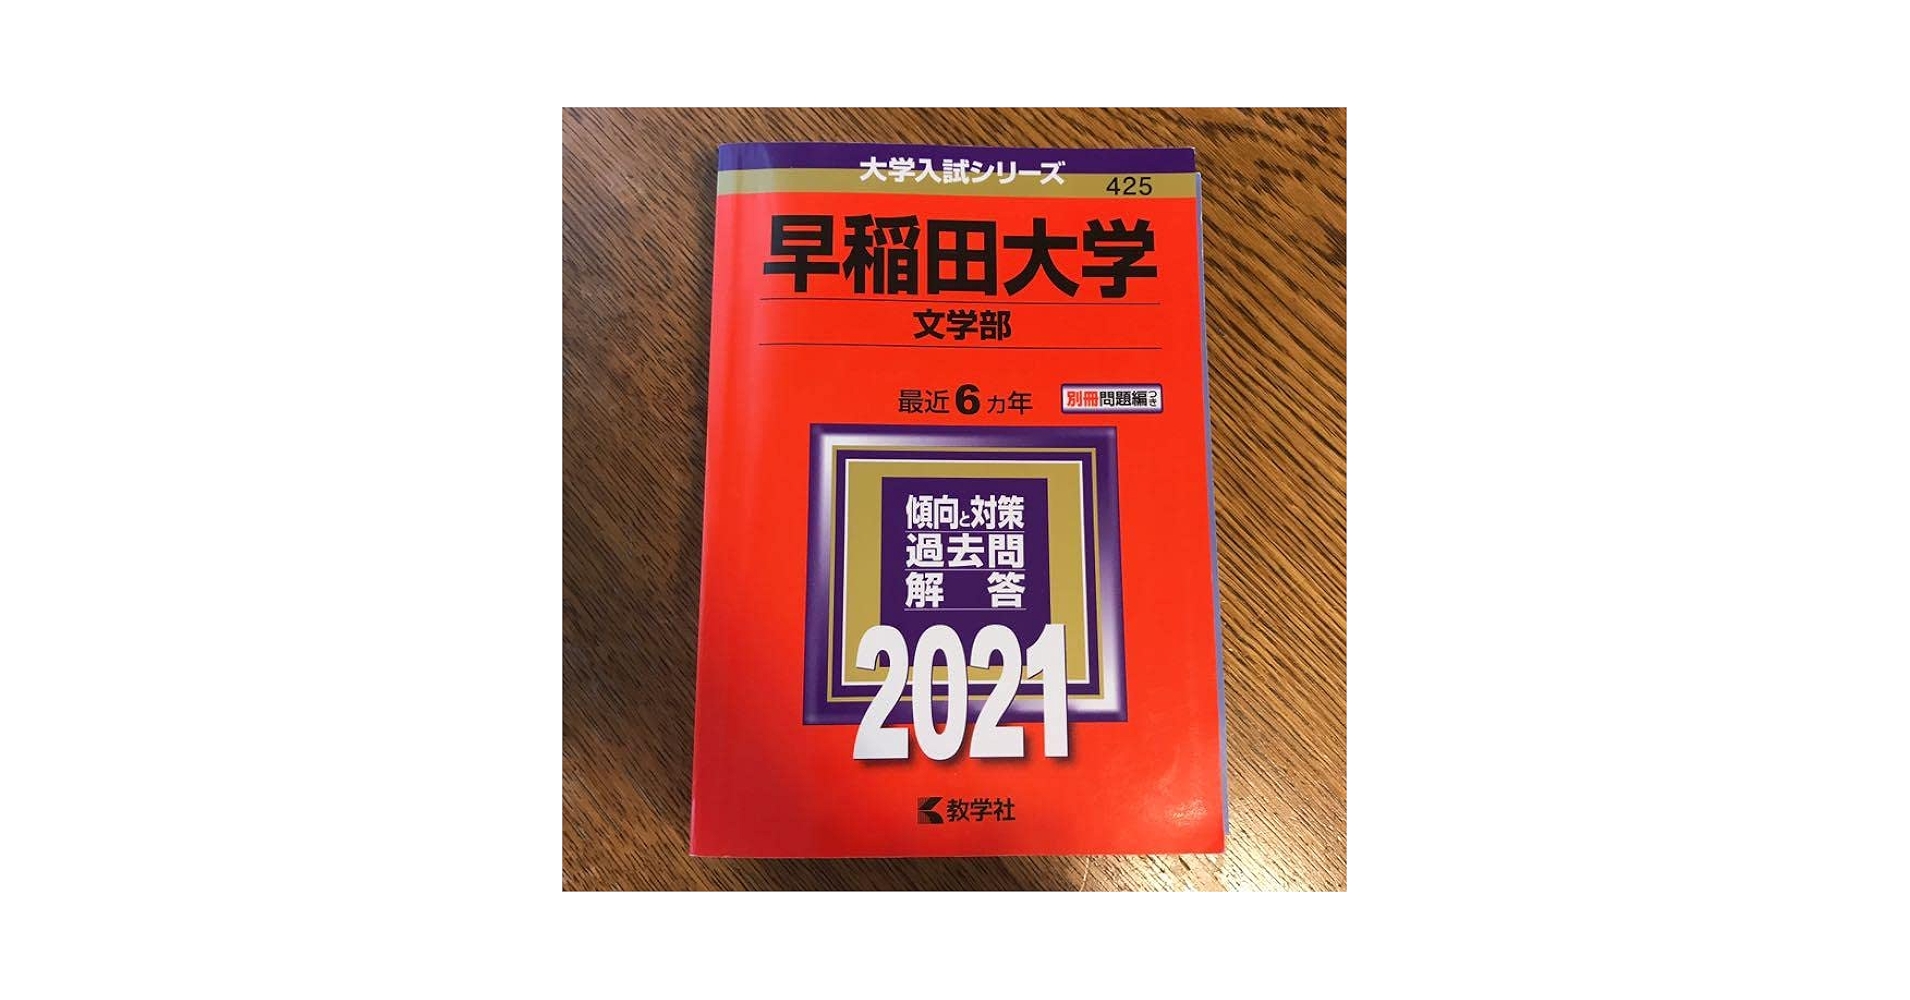 大学入試シリーズ
425
早稲田大学
文学部
最近6ヵ年
別冊問題編つき
傾向と対策
過去問
解答
2021
教学社